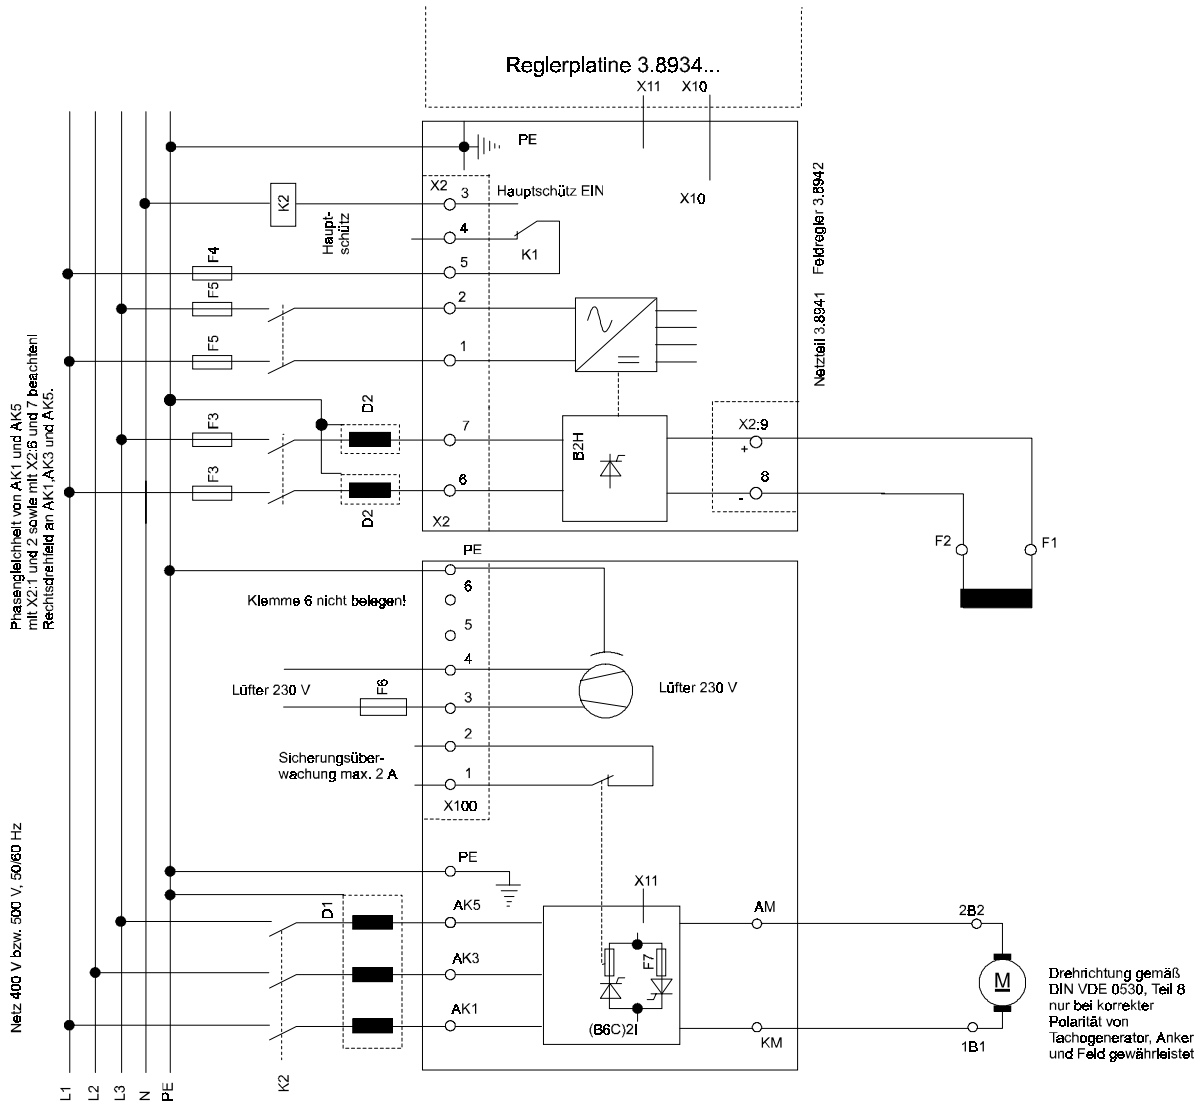 Reglerplatine 3.8934...
X11
X10
PE
X2
3
Hauptschütz EIN
X10
K2
Haupt-
schütz
4
K1
F4
5
F5
2
F5
1
Netzteil 3.8941 Feldregler 3.8942
Phasengleichheit von AK1 und AK5
mit X2:1 und 2 sowie mit X2:6 und 7 beachten!
Rechtsdrehfeld an AK1,AK3 und AK5.
D2
F3
7
B2H
X2:9
+
F3
6
8
-
D2
X2
F2
F1
PE
6
Klemme 6 nicht belegen!
5
4
Lüfter 230 V
F6
3
Lüfter 230 V
2
Sicherungsüber-
wachung max. 2 A
1
X100
Netz 400 V bzw. 500 V, 50/60 Hz
PE
X11
D1
AK5
AM
2B2
AK3
F7
M
AK1
(B6C)2I
KM
1B1
Drehrichtung gemäß
DIN VDE 0530, Teil 8
nur bei korrekter
Polarität von
Tachogenerator, Anker
und Feld gewährleistet
K2
L1
L2
L3
N
PE